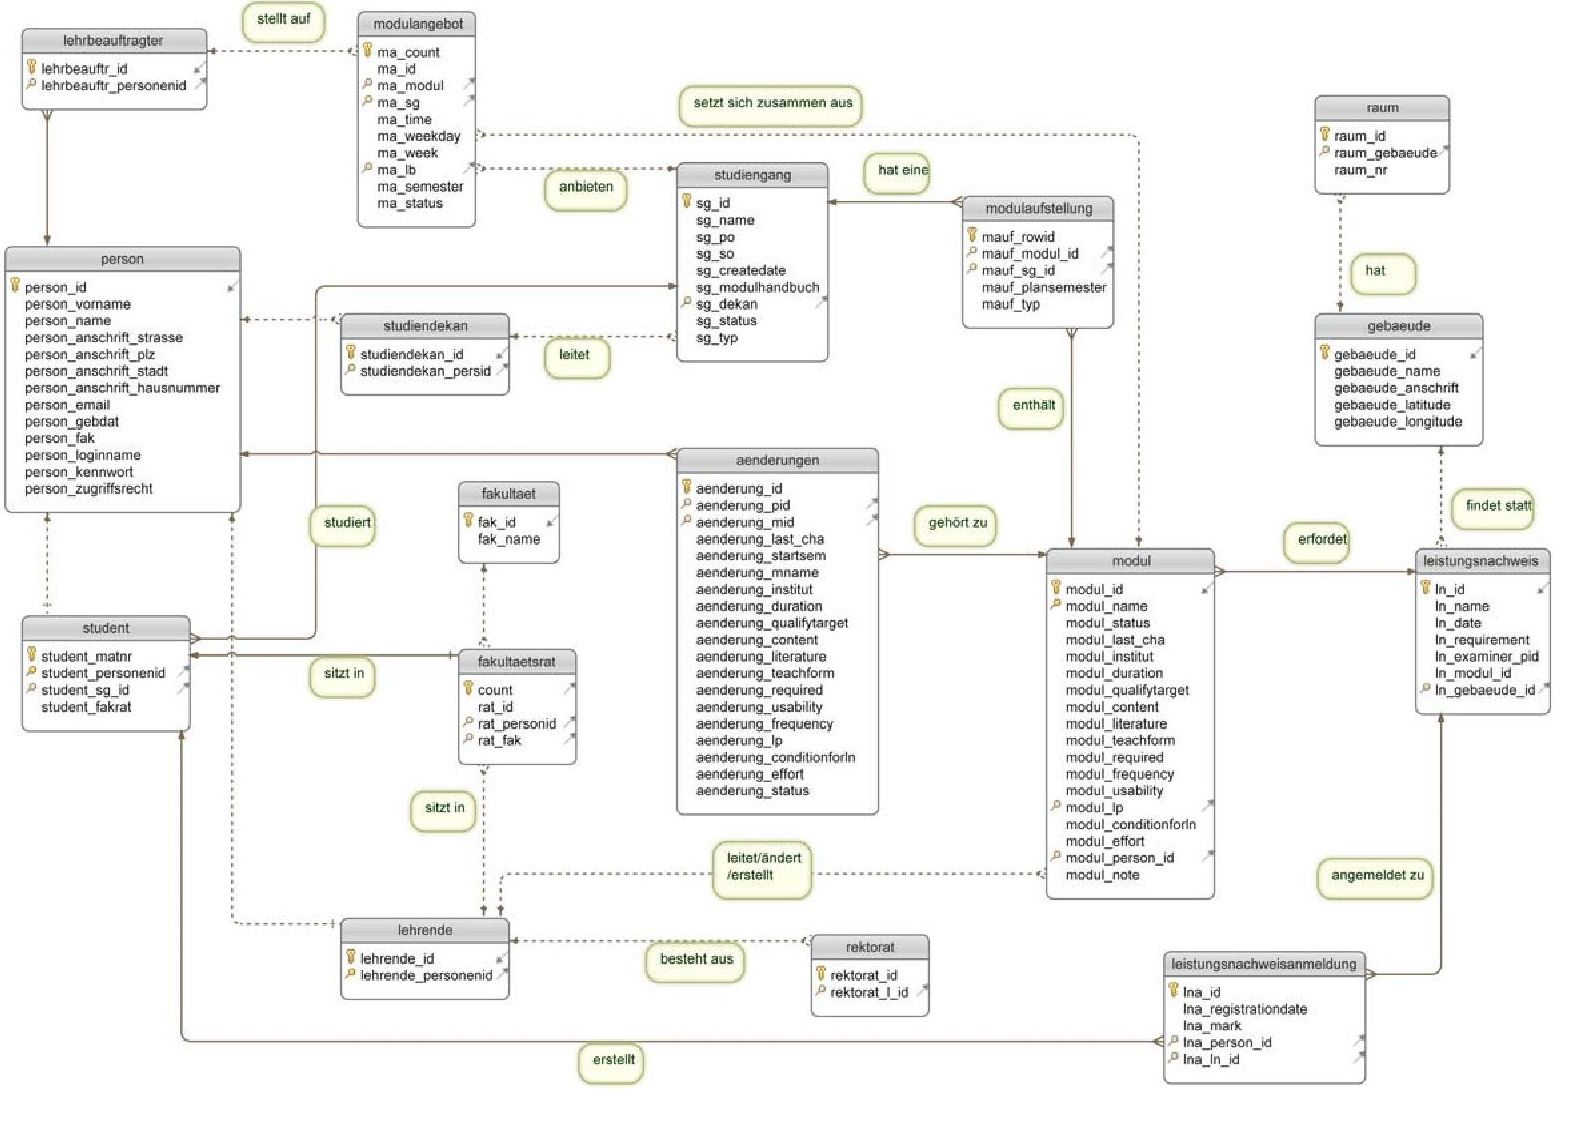 stellt auf
lehrbeauftragter
lehrbeauftr_id
lehrbeauftr_personenid
modulangebot
ma_count
ma_id
ma_modul
ma_sg
ma_time
ma_weekday
ma_week
ma_lb
ma_semester
ma_status
setzt sich zusammen aus
anbieten
studiengang
sg_id
sg_name
sg_po
sg_so
sg_createdate
sg_modulhandbuch
sg_dekan
sg_status
sg_typ
hat eine
modulaufstellung
mauf_rowid
mauf_modul_id
mauf_sg_id
mauf_plansemester
mauf_typ
raum
raum_id
raum_gebaeude
raum_nr
hat
gebaeude
gebaeude_id
gebaeude_name
gebaeude_anschrift
gebaeude_latitude
gebaeude_longitude
person
person_id
person_vorname
person_name
person_anschrift_strasse
person_anschrift_plz
person_anschrift_stadt
person_anschrift_hausnummer
person_email
person_gebdat
person_fak
person_loginname
person_kennwort
person_zugriffsrecht
studiendekan
studiendekan_id
studiendekan_persid
leitet
enthält
studiert
fakultaet
fak_id
fak_name
aenderungen
aenderung_id
aenderung_pid
aenderung_mid
aenderung_last_cha
aenderung_startsem
aenderung_mname
aenderung_institut
aenderung_duration
aenderung_qualifytarget
aenderung_content
aenderung_literature
aenderung_teachform
aenderung_required
aenderung_usability
aenderung_frequency
aenderung_lp
aenderung_conditionforln
aenderung_effort
aenderung_status
gehört zu
modul
modul_id
modul_name
modul_status
modul_last_cha
modul_institut
modul_duration
modul_qualifytarget
modul_content
modul_literature
modul_teachform
modul_required
modul_frequency
modul_usability
modul_lp
modul_conditionforln
modul_effort
modul_person_id
modul_note
erfordet
findet statt
leistungsnachweis
ln_id
ln_name
ln_date
ln_requirement
ln_examiner_pid
ln_modul_id
ln_gebaeude_id
student
student_matnr
student_personenid
student_sg_id
student_fakrat
sitzt in
fakultaetsrat
count
rat_id
rat_personid
rat_fak
sitzt in
leitet/ändert
/erstellt
angemeldet zu
lehrende
lehrende_id
lehrende_personenid
besteht aus
rektorat
rektorat_id
rektorat_l_id
leistungsnachweisanmeldung
lna_id
lna_registrationdate
lna_mark
lna_person_id
lna_ln_id
erstellt